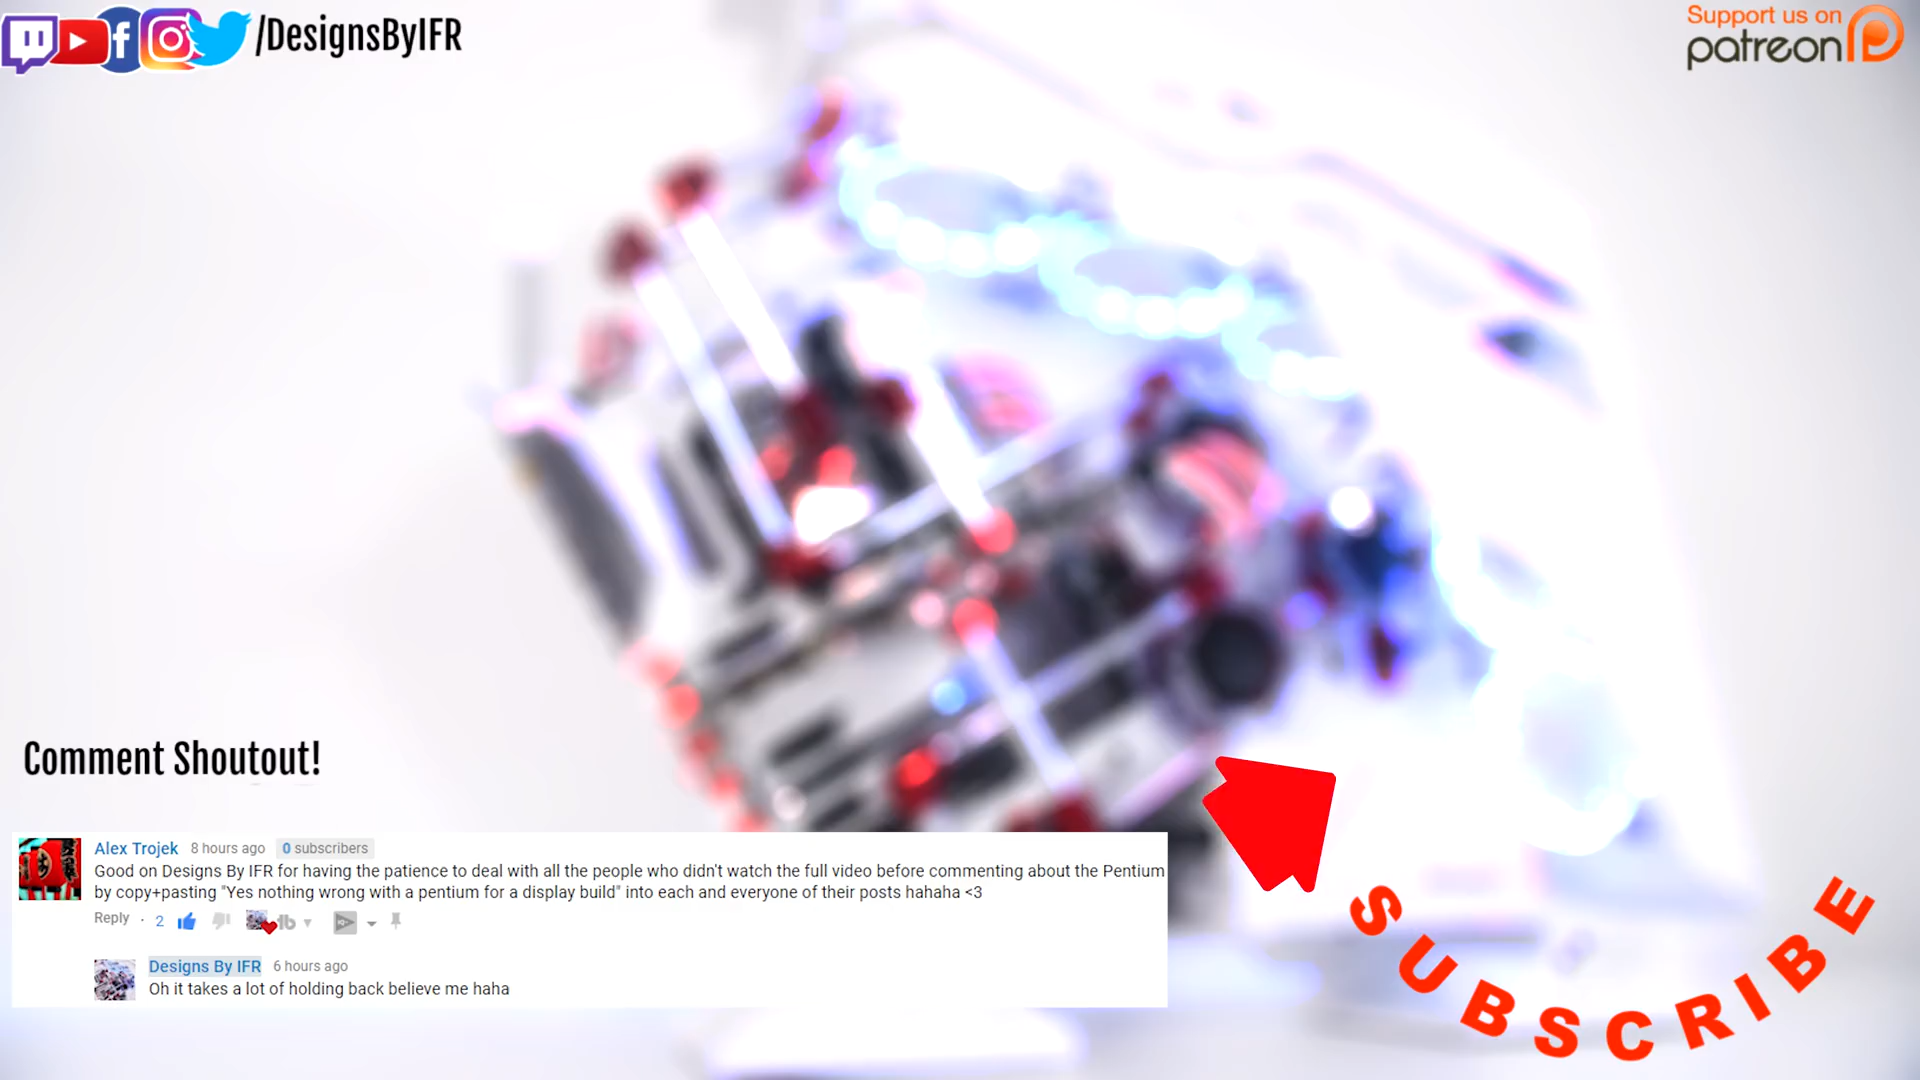 /DesignsByIFR
Support us on
patreon
Comment Shoutout!
Alex Trojek 8 hours ago 0 subscribers
Good on Designs By IFR for having the patience to deal with all the people who didn't watch the full video before commenting about the Pentium
by copy+pasting "Yes nothing wrong with a pentium for a display build" into each and everyone of their posts hahaha <3
Reply · 2
Designs By IFR 6 hours ago
Oh it takes a lot of holding back believe me haha
SUBSCRIBE